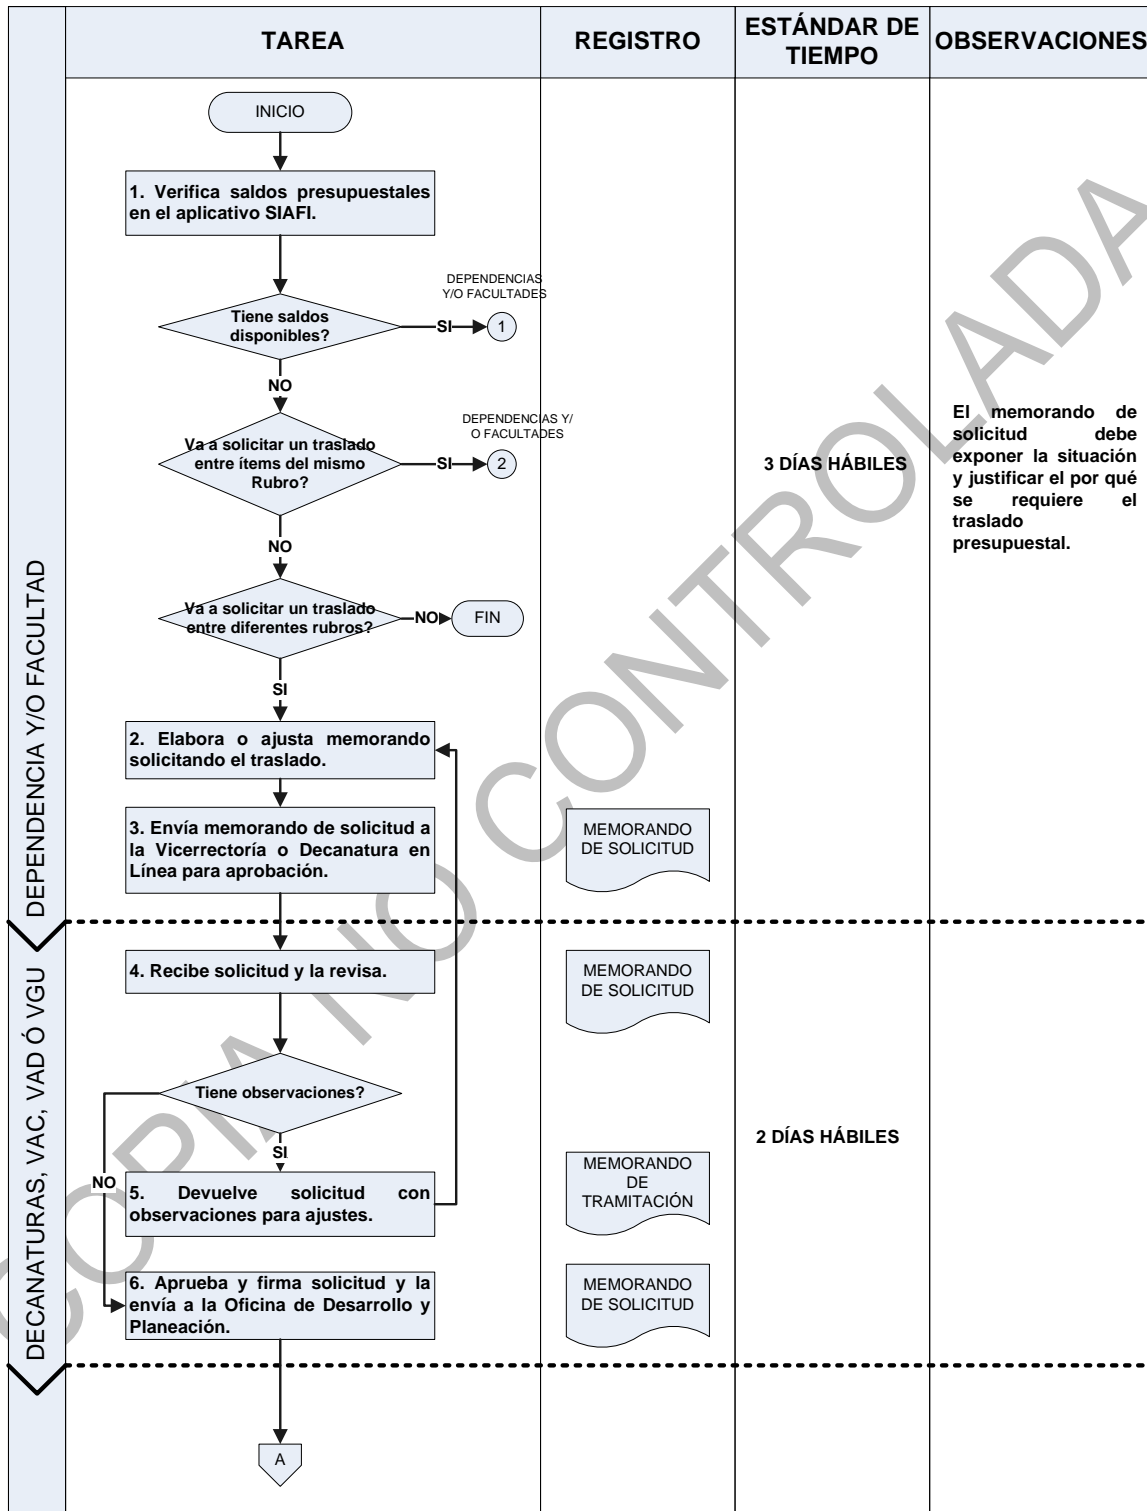 TAREA
REGISTRO
ESTÁNDAR DE
TIEMPO
OBSERVACIONES
DEPENDENCIA Y/O FACULTAD
INICIO
1. Verifica saldos presupuestales
en el aplicativo SIAFI.
DEPENDENCIAS
Y/O FACULTADES
Tiene saldos
disponibles?
SI
1
NO
DEPENDENCIAS Y/
O FACULTADES
Va a solicitar un traslado
entre ítems del mismo
Rubro?
SI
2
3 DÍAS HÁBILES
El memorando de
solicitud debe
exponer la situación
y justificar el por qué
se requiere el
traslado
presupuestal.
NO
Va a solicitar un traslado
entre diferentes rubros?
NO
FIN
SI
2. Elabora o ajusta memorando
solicitando el traslado.
3. Envía memorando de solicitud a
la Vicerrectoría o Decanatura en
Línea para aprobación.
MEMORANDO
DE SOLICITUD
DECANATURAS, VAC, VAD Ó VGU
4. Recibe solicitud y la revisa.
MEMORANDO
DE SOLICITUD
Tiene observaciones?
2 DÍAS HÁBILES
SI
NO
5. Devuelve solicitud con
observaciones para ajustes.
MEMORANDO
DE
TRAMITACIÓN
6. Aprueba y firma solicitud y la
envía a la Oficina de Desarrollo y
Planeación.
MEMORANDO
DE SOLICITUD
A
COPIA NO CONTROLADA